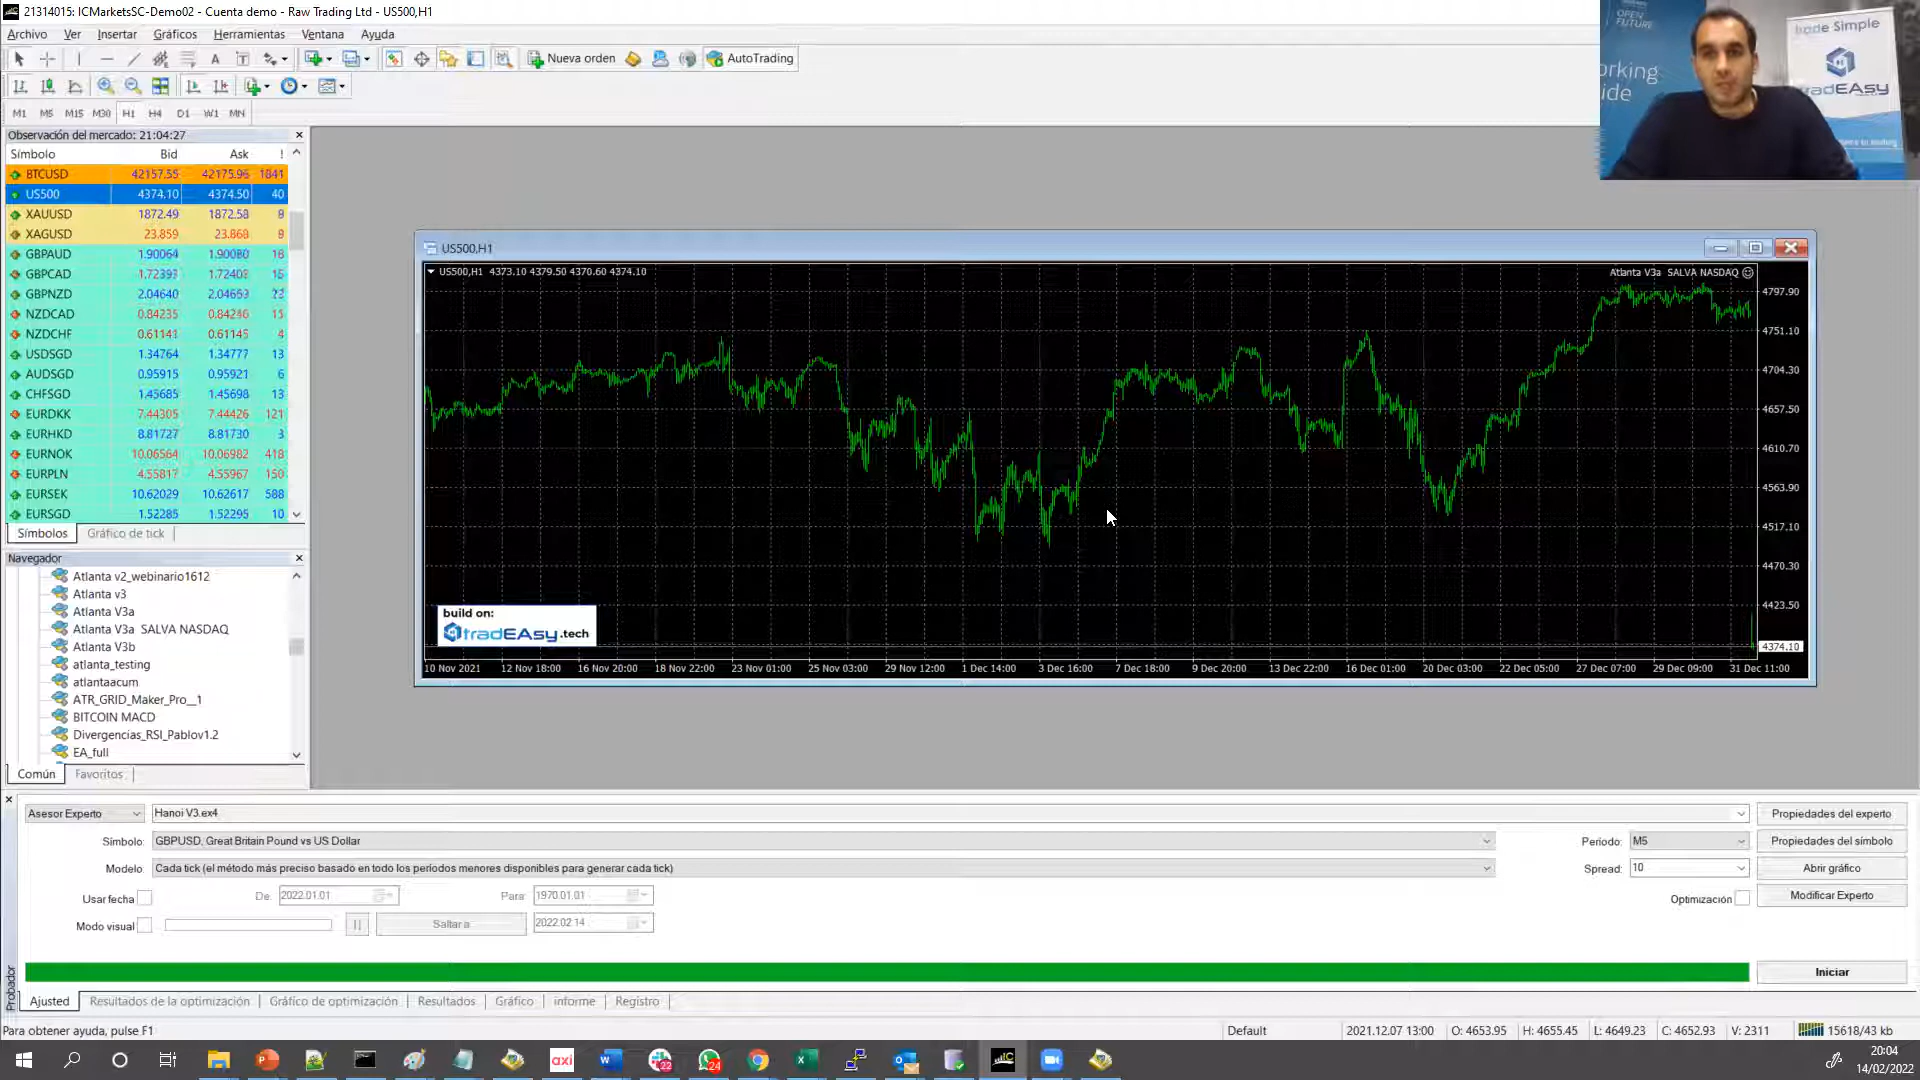 21314015: ICMarketsSC-Demo02 - Cuenta demo - Raw Trading Ltd - US500,H1
Archivo Ver Insertar Gráficos Herramientas Ventana Ayuda
Nueva orden AutoTrading
M1 M5 M15 M30 H1 H4 D1 W1 MN
OPEN
FUTURE
orking
ide
trade Simple
tradEAsy
Observación del mercado: 21:04:27
Símbolo Bid Ask !
BTCUSD 42157.55 42175.96 1841
US500 4374.10 4374.50 40
XAUUSD 1872.49 1872.58 9
XAGUSD 23.859 23.868 9
GBPAUD 1.90064 1.90080 16
GBPCAD 1.72393 1.72408 15
GBPNZD 2.04640 2.04663 23
NZDCAD 0.84235 0.84246 11
NZDCHF 0.61141 0.61145 4
USDSGD 1.34764 1.34777 13
AUDSGD 0.95915 0.95921 6
CHFSGD 1.45685 1.45698 13
EURDKK 7.44305 7.44426 121
EURHKD 8.81727 8.81730 3
EURNOK 10.06564 10.06982 418
EURPLN 4.55817 4.55967 150
EURSEK 10.62029 10.62617 588
EURSGD 1.52285 1.52295 10
Símbolos Gráfico de tick
US500,H1
US500,H1 4373.10 4379.50 4370.60 4374.10
Atlanta V3a SALVA NASDAQ
4797.90
4751.10
4704.30
4657.50
4610.70
4563.90
4517.10
4470.30
4423.50
4374.10
build on:
tradEAsy.tech
10 Nov 2021 12 Nov 18:00 16 Nov 20:00 18 Nov 22:00 23 Nov 01:00 25 Nov 03:00 29 Nov 12:00 1 Dec 14:00 3 Dec 16:00 7 Dec 18:00 9 Dec 20:00 13 Dec 22:00 16 Dec 01:00 20 Dec 03:00 22 Dec 05:00 27 Dec 07:00 29 Dec 09:00 31 Dec 11:00
Navegador
Atlanta v2_webinario1612
Atlanta v3
Atlanta V3a
Atlanta V3a SALVA NASDAQ
Atlanta V3b
atlanta_testing
atlantaacum
ATR_GRID_Maker_Pro__1
BITCOIN MACD
Divergencias_RSI_Pablov1.2
EA_full
Común Favoritos
Asesor Experto Hanoi V3.ex4 Propiedades del experto
Símbolo: GBPUSD, Great Britain Pound vs US Dollar Periodo: M5 Propiedades del símbolo
Modelo: Cada tick (el método más preciso basado en todo los períodos menores disponibles para generar cada tick) Spread: 10 Abrir gráfico
Usar fecha De: 2022.01.01 Para: 1970.01.01 Optimización Modificar Experto
Modo visual Saltar a 2022.02.14
Iniciar
Probador
Ajusted Resultados de la optimización Gráfico de optimización Resultados Gráfico informe Registro
Para obtener ayuda, pulse F1 Default 2021.12.07 13:00 O: 4653.95 H: 4655.45 L: 4649.23 C: 4652.93 V: 2311 15618/43 kb
axi 22 24 IC
20:04
14/02/2022